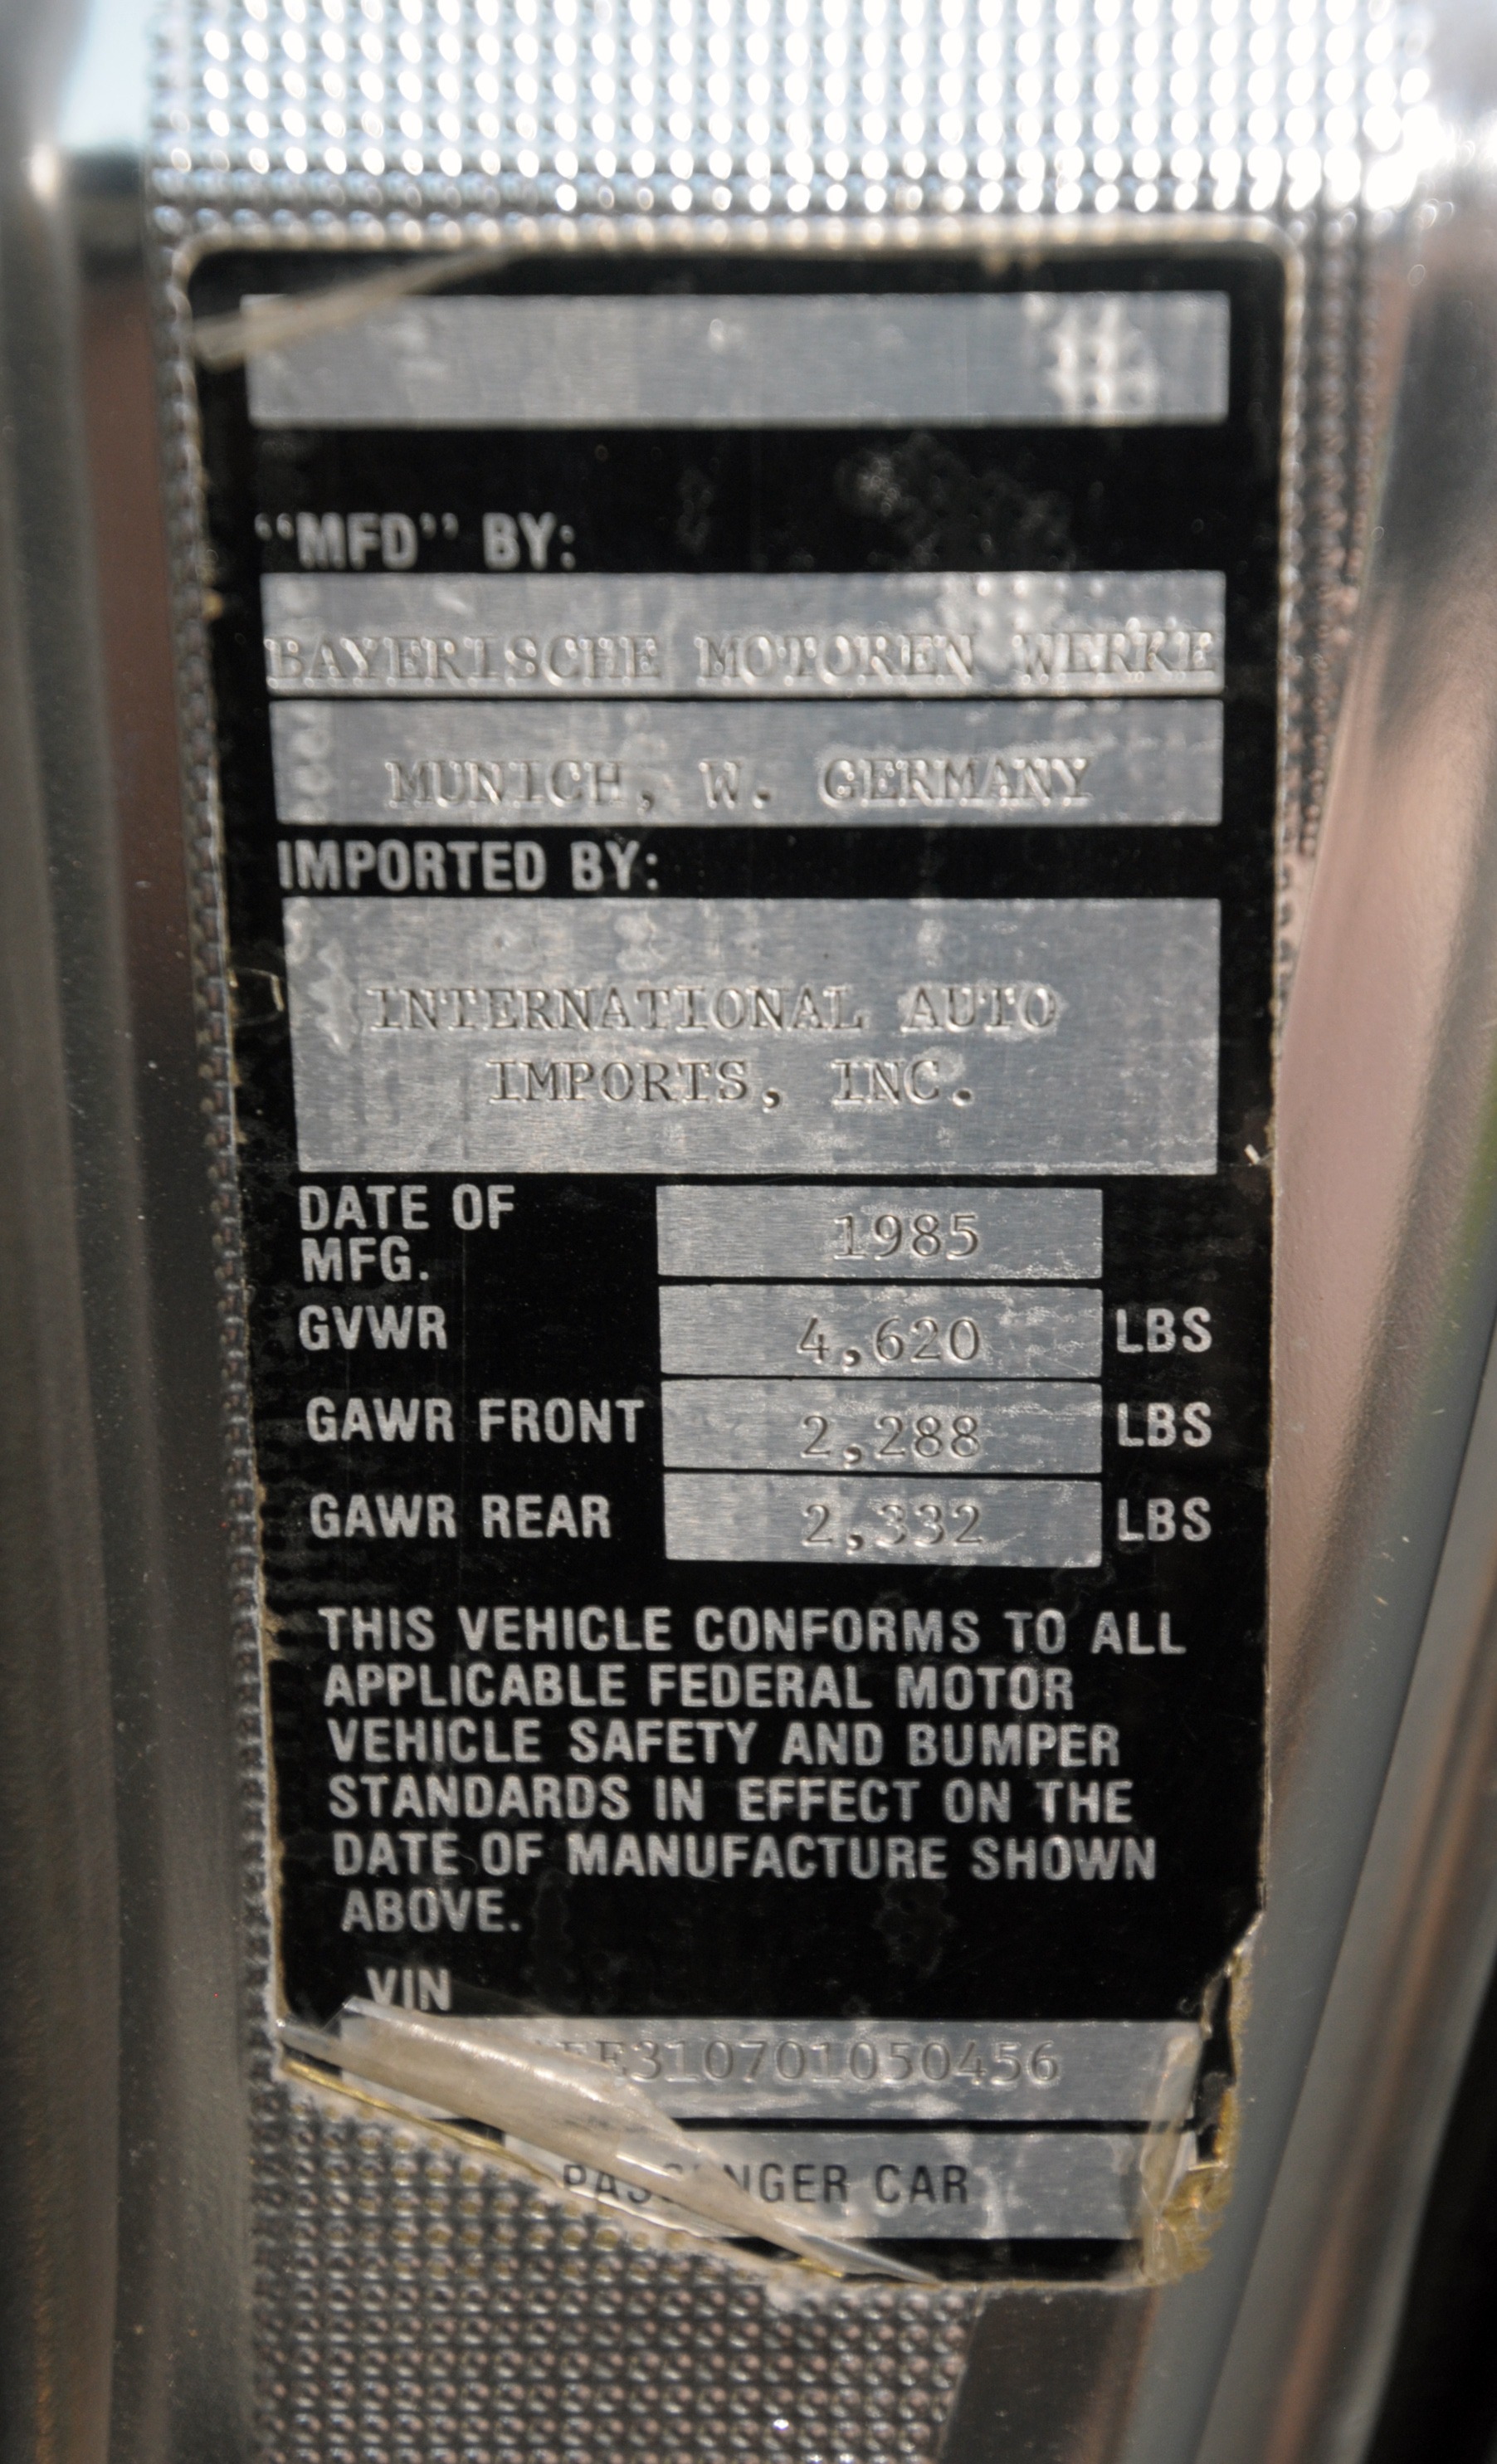 "MFD" BY:
BAYERISCHE MOTOREN WERKE
MUNICH, W. GERMANY
IMPORTED BY:
INTERNATIONAL AUTO
IMPORTS, INC.
DATE OF
MFG. 1985
GVWR 4,620 LBS
GAWR FRONT 2,288 LBS
GAWR REAR 2,332 LBS
THIS VEHICLE CONFORMS TO ALL
APPLICABLE FEDERAL MOTOR
VEHICLE SAFETY AND BUMPER
STANDARDS IN EFFECT ON THE
DATE OF MANUFACTURE SHOWN
ABOVE.
VIN
PASSENGER CAR